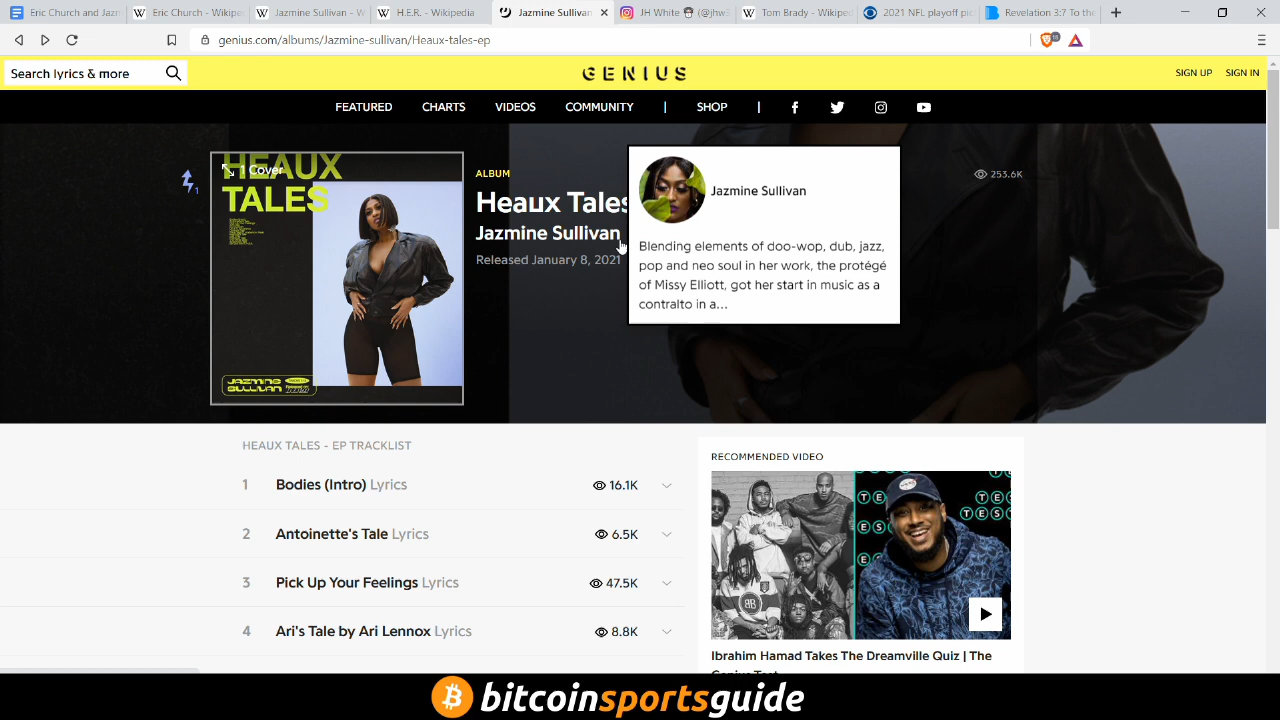 Eric Church and Jazm
Eric Church - Wikipe
Jazmine Sullivan - W
H.E.R. - Wikipedia
Jazmine Sullivan
JH White
Tom Brady - Wikiped
2021 NFL playoff pic
Revelation 3:7 To the
genius.com/albums/Jazmine-sullivan/Heaux-tales-ep
18
Search lyrics & more
GENIUS
SIGN UP
SIGN IN
FEATURED
CHARTS
VIDEOS
COMMUNITY
SHOP
1 Cover
HEAUX
TALES
JAZMINE
SULLIVAN
1
ALBUM
Heaux Tales
Jazmine Sullivan
Released January 8, 2021
Jazmine Sullivan
Blending elements of doo-wop, dub, jazz,
pop and neo soul in her work, the protégé
of Missy Elliott, got her start in music as a
contralto in a...
253.6K
HEAUX TALES - EP TRACKLIST
1 Bodies (Intro) Lyrics 16.1K
2 Antoinette's Tale Lyrics 6.5K
3 Pick Up Your Feelings Lyrics 47.5K
4 Ari's Tale by Ari Lennox Lyrics 8.8K
RECOMMENDED VIDEO
Ibrahim Hamad Takes The Dreamville Quiz | The
bitcoinsportsguide